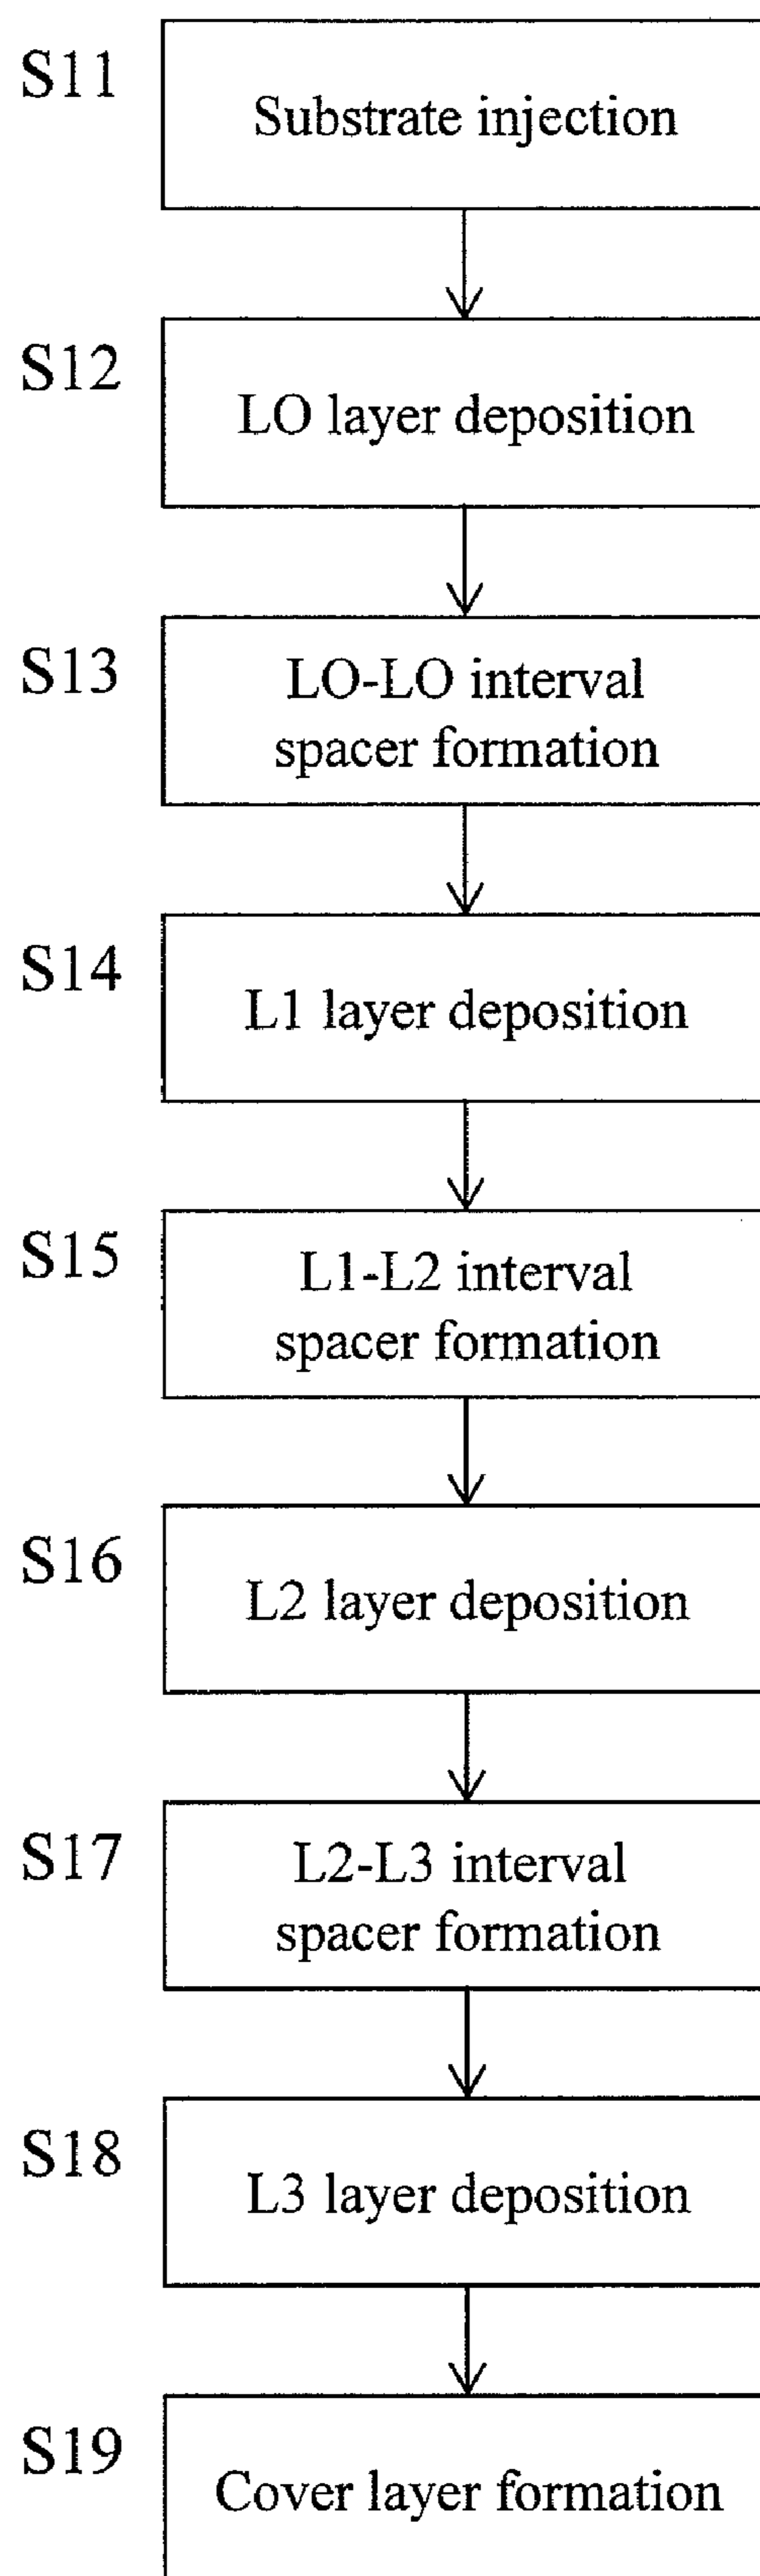 S11
Substrate injection
S12
LO layer deposition
S13
LO-LO interval
spacer formation
S14
L1 layer deposition
S15
L1-L2 interval
spacer formation
S16
L2 layer deposition
S17
L2-L3 interval
spacer formation
S18
L3 layer deposition
S19
Cover layer formation